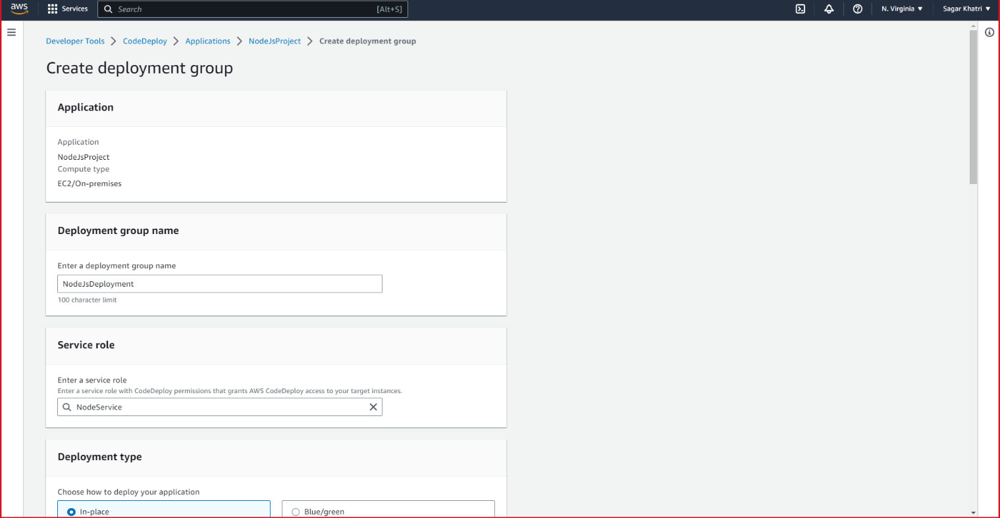 aws Services Search [Alt+S] N. Virginia Sagar Khatri
Developer Tools CodeDeploy Applications NodeJsProject Create deployment group
Create deployment group
Application
Application
NodeJsProject
Compute type
EC2/On-premises
Deployment group name
Enter a deployment group name
NodeJsDeployment
100 character limit
Service role
Enter a service role
Enter a service role with CodeDeploy permissions that grants AWS CodeDeploy access to your target instances.
NodeService
Deployment type
Choose how to deploy your application
In-place Blue/green